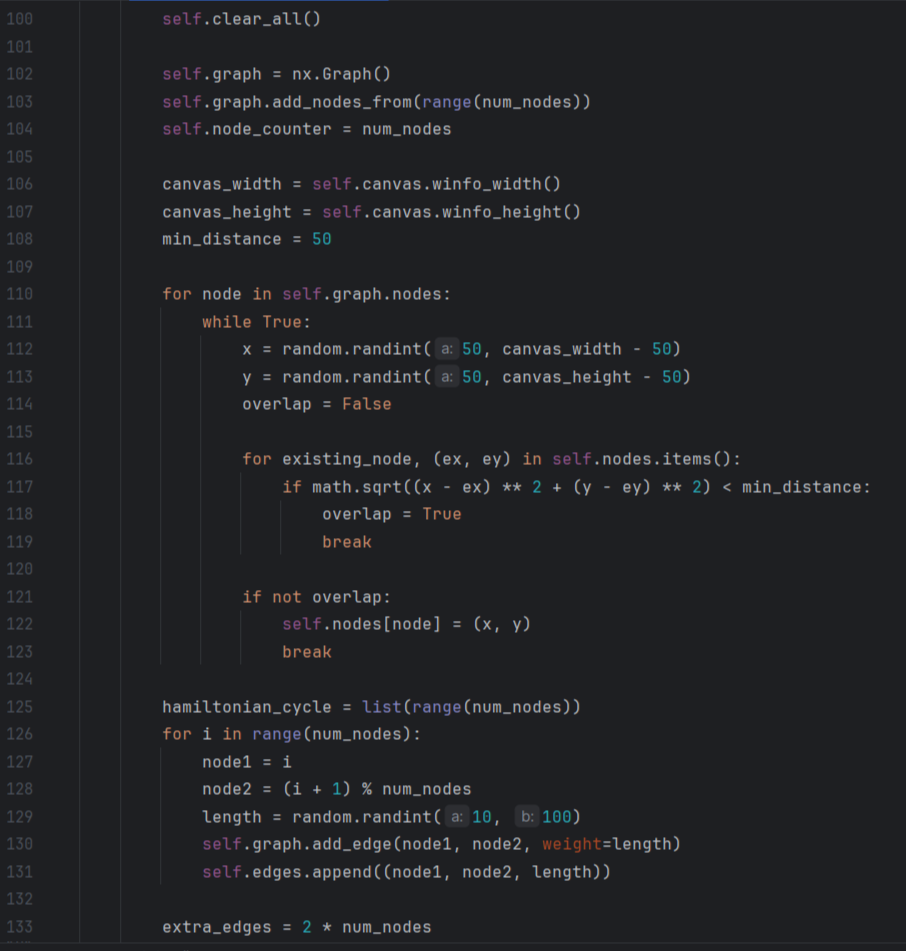 100 self.clear_all()
101
102 self.graph = nx.Graph()
103 self.graph.add_nodes_from(range(num_nodes))
104 self.node_counter = num_nodes
105
106 canvas_width = self.canvas.winfo_width()
107 canvas_height = self.canvas.winfo_height()
108 min_distance = 50
109
110 for node in self.graph.nodes:
111 while True:
112 x = random.randint( a: 50, canvas_width - 50)
113 y = random.randint( a: 50, canvas_height - 50)
114 overlap = False
115
116 for existing_node, (ex, ey) in self.nodes.items():
117 if math.sqrt((x - ex) ** 2 + (y - ey) ** 2) < min_distance:
118 overlap = True
119 break
120
121 if not overlap:
122 self.nodes[node] = (x, y)
123 break
124
125 hamiltonian_cycle = list(range(num_nodes))
126 for i in range(num_nodes):
127 node1 = i
128 node2 = (i + 1) % num_nodes
129 length = random.randint( a: 10, b: 100)
130 self.graph.add_edge(node1, node2, weight=length)
131 self.edges.append((node1, node2, length))
132
133 extra_edges = 2 * num_nodes